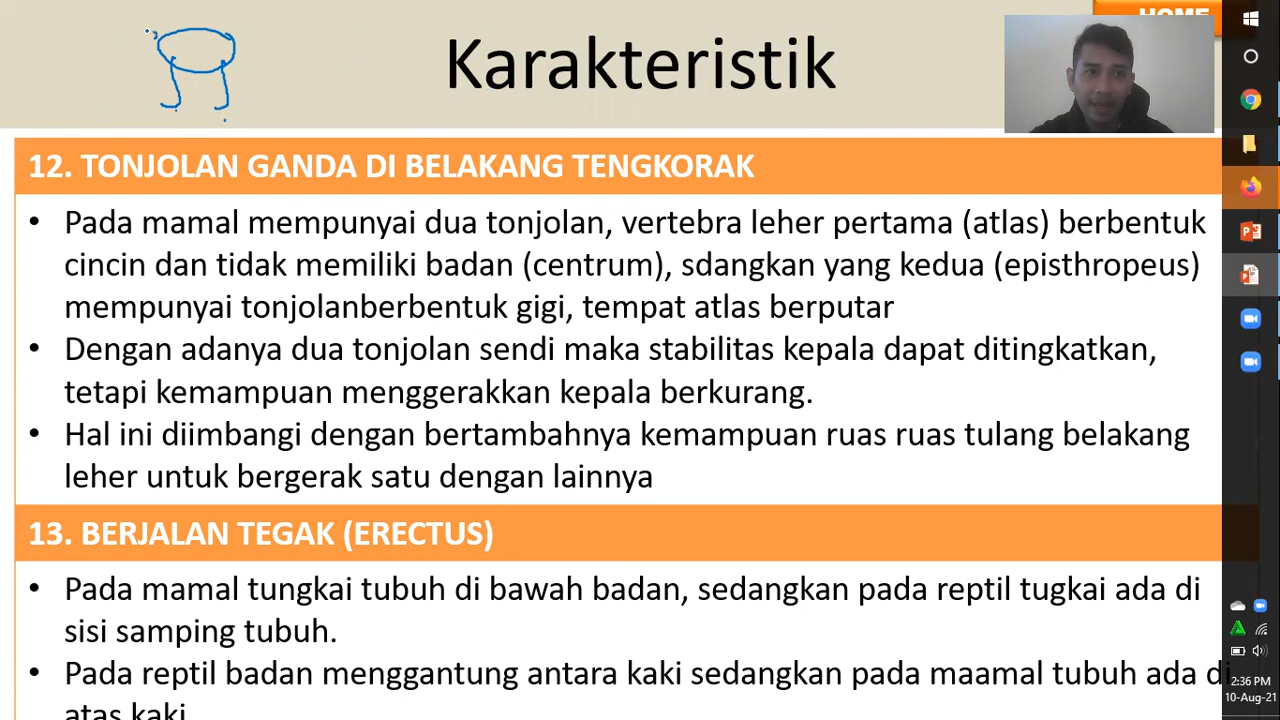 HOME
Karakteristik
12. TONJOLAN GANDA DI BELAKANG TENGKORAK
• Pada mamal mempunyai dua tonjolan, vertebra leher pertama (atlas) berbentuk
cincin dan tidak memiliki badan (centrum), sdangkan yang kedua (episthropeus)
mempunyai tonjolanberbentuk gigi, tempat atlas berputar
• Dengan adanya dua tonjolan sendi maka stabilitas kepala dapat ditingkatkan,
tetapi kemampuan menggerakkan kepala berkurang.
• Hal ini diimbangi dengan bertambahnya kemampuan ruas ruas tulang belakang
leher untuk bergerak satu dengan lainnya
13. BERJALAN TEGAK (ERECTUS)
• Pada mamal tungkai tubuh di bawah badan, sedangkan pada reptil tugkai ada di
sisi samping tubuh.
• Pada reptil badan menggantung antara kaki sedangkan pada maamal tubuh ada di
atas kaki
2:36 PM
10-Aug-21